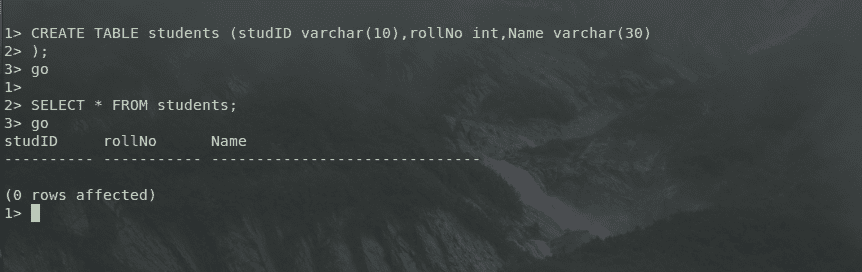 1> CREATE TABLE students (studID varchar(10),rollNo int,Name varchar(30)
2> );
3> go
1>
2> SELECT * FROM students;
3> go
studID     rollNo      Name
---------- ----------- ------------------------------

(0 rows affected)
1>